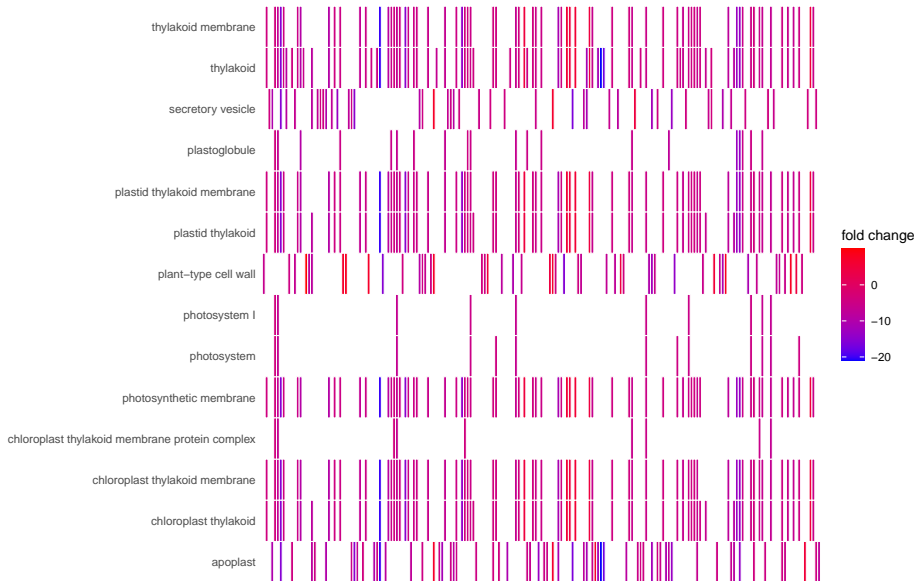 thylakoid membrane
thylakoid
secretory vesicle
plastoglobule
plastid thylakoid membrane
plastid thylakoid
plant−type cell wall
photosystem I
photosystem
photosynthetic membrane
chloroplast thylakoid membrane protein complex
chloroplast thylakoid membrane
chloroplast thylakoid
apoplast
fold change
0
−10
−20